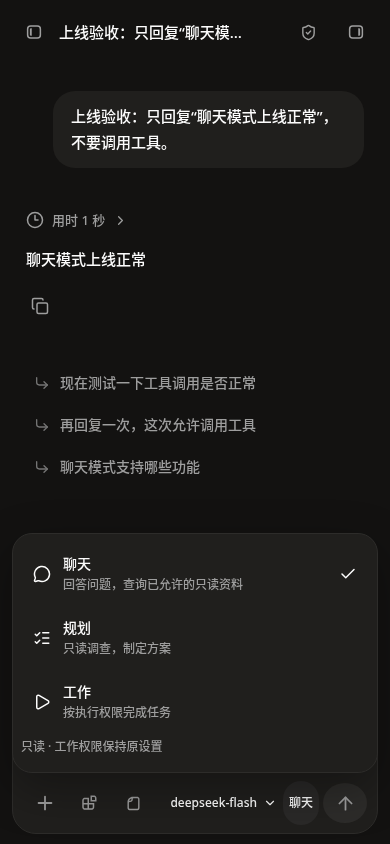 上线验收：只回复“聊天模...
上线验收：只回复“聊天模式上线正常”，
不要调用工具。
用时 1 秒
聊天模式上线正常
现在测试一下工具调用是否正常
再回复一次，这次允许调用工具
聊天模式支持哪些功能
聊天
回答问题，查询已允许的只读资料
规划
只读调查，制定方案
工作
按执行权限完成任务
只读 · 工作权限保持原设置
deepseek-flash 聊天